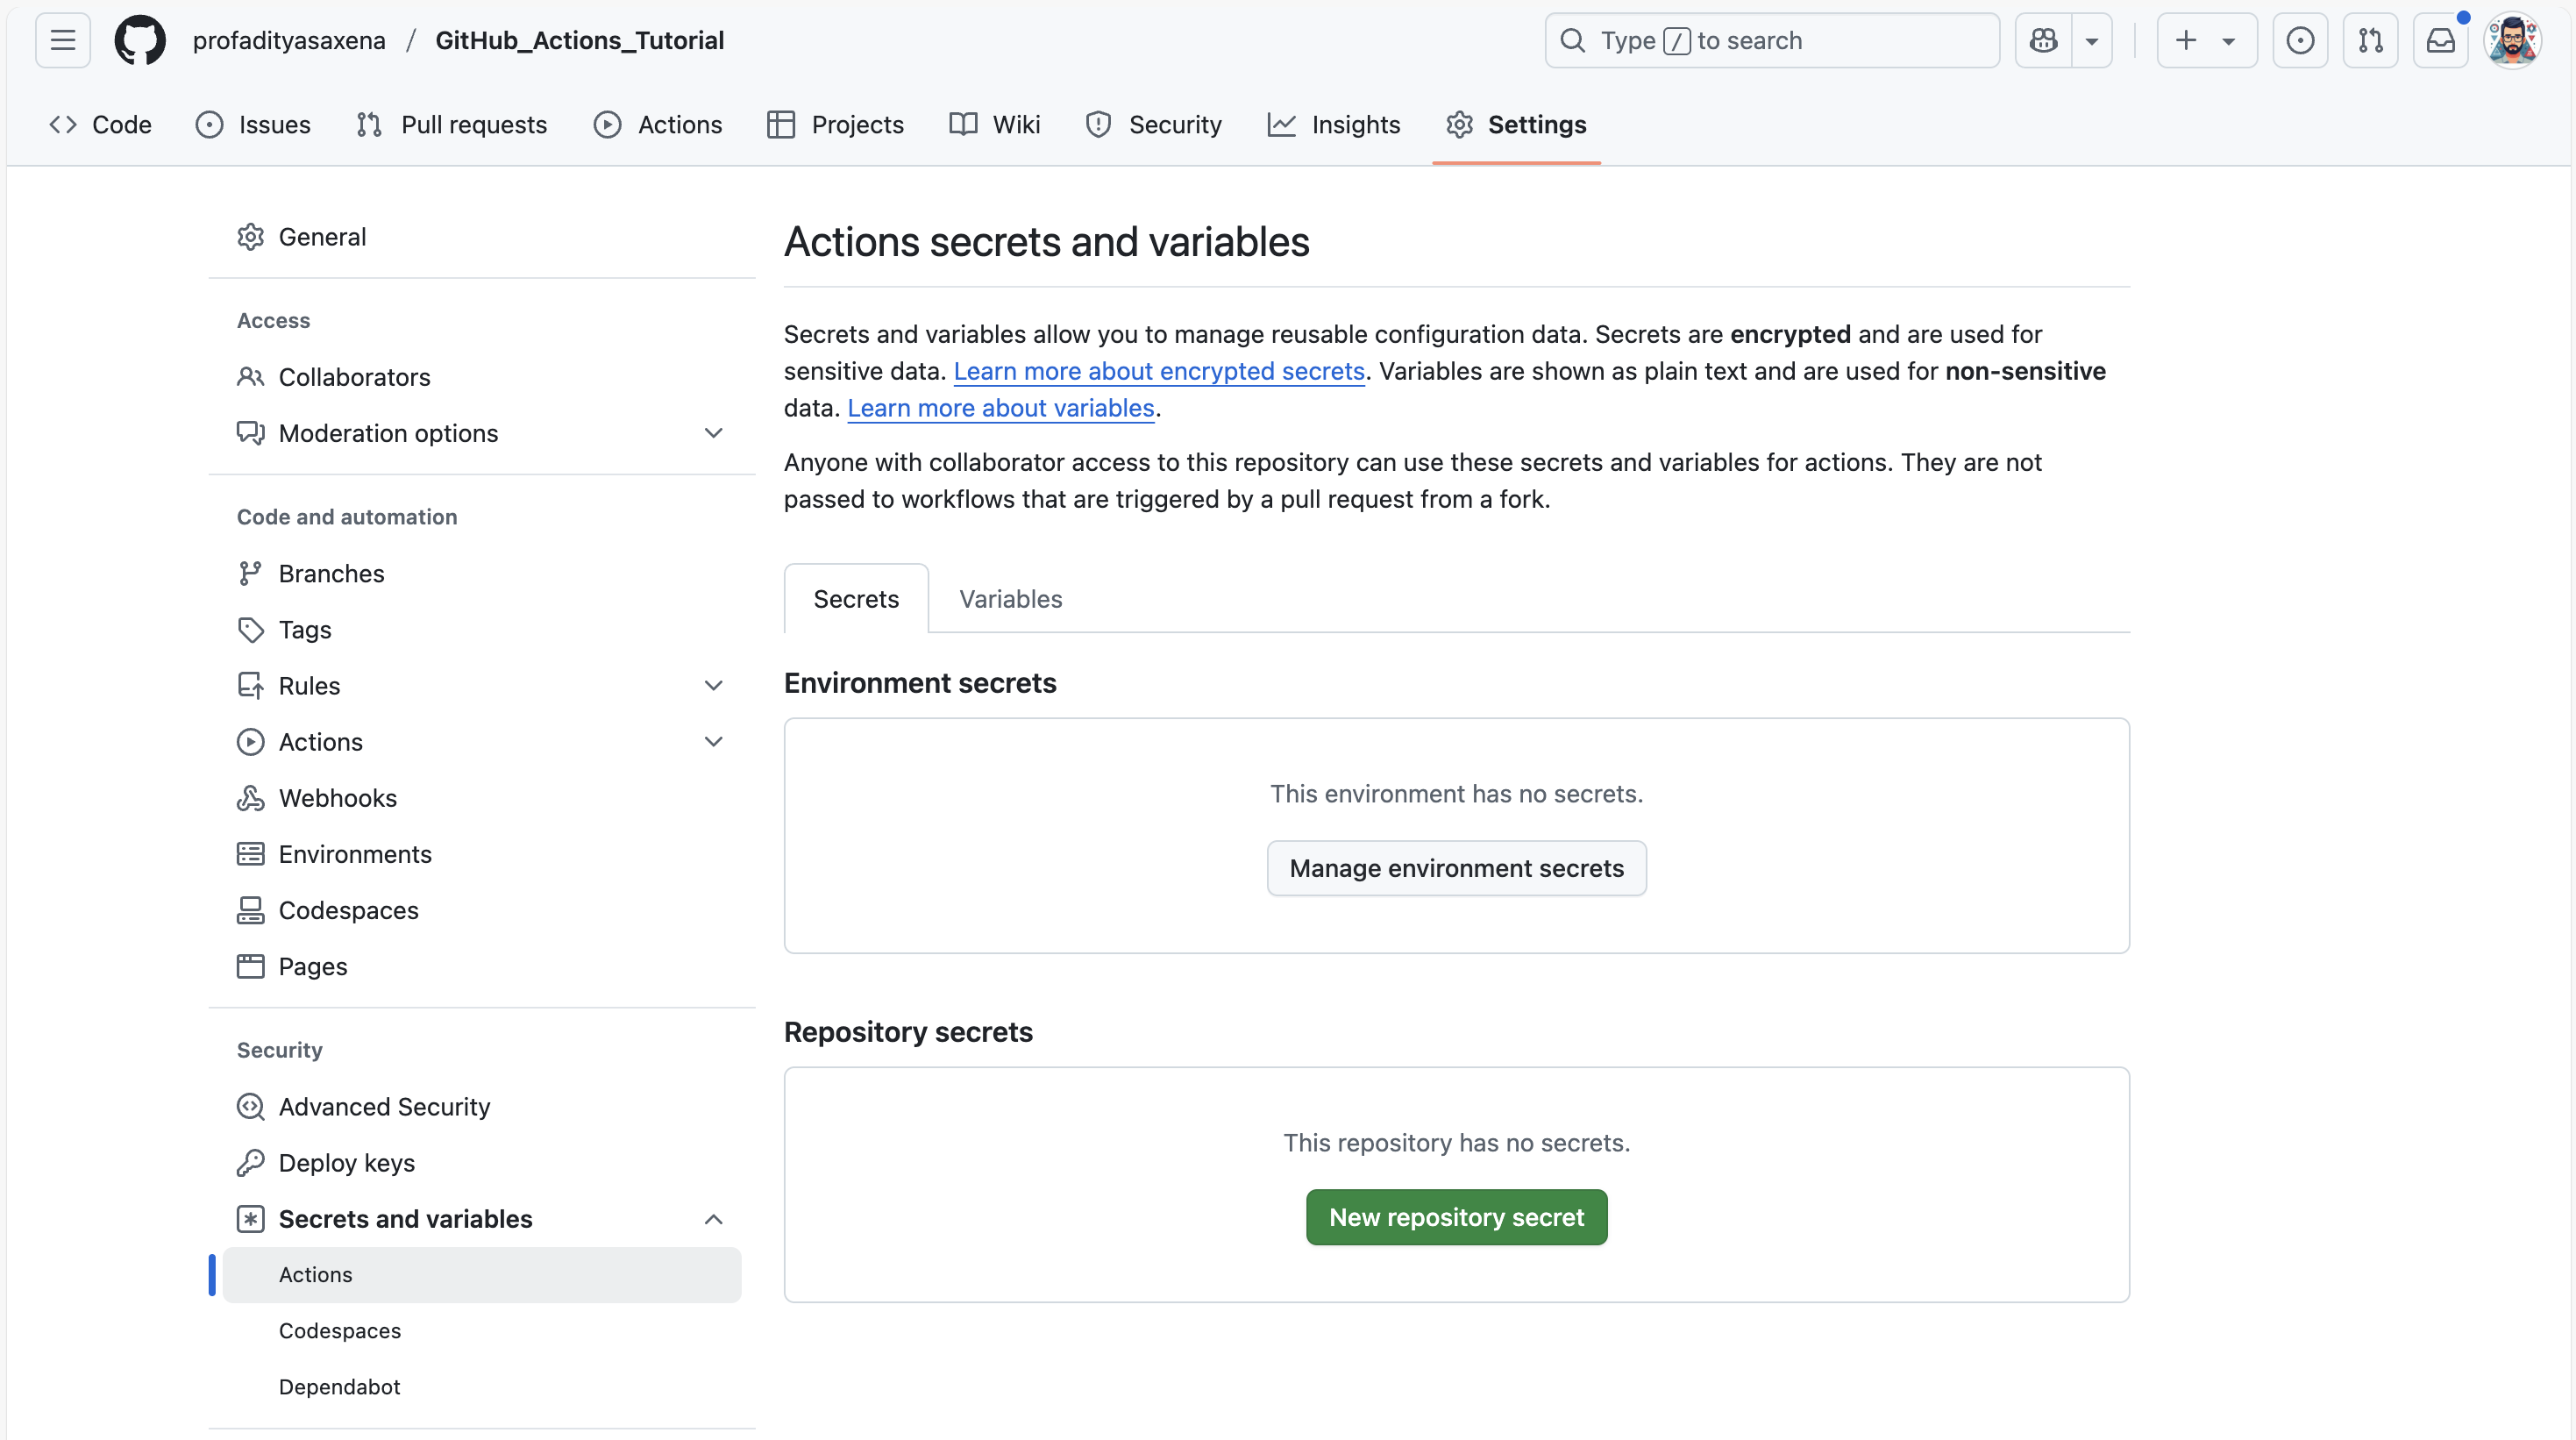 profadityasaxena / GitHub_Actions_Tutorial
Type / to search
Code Issues Pull requests Actions Projects Wiki Security Insights Settings
General
Access
Collaborators
Moderation options
Code and automation
Branches
Tags
Rules
Actions
Webhooks
Environments
Codespaces
Pages
Security
Advanced Security
Deploy keys
Secrets and variables
Actions
Codespaces
Dependabot
Actions secrets and variables
Secrets and variables allow you to manage reusable configuration data. Secrets are encrypted and are used for
sensitive data. Learn more about encrypted secrets. Variables are shown as plain text and are used for non-sensitive
data. Learn more about variables.
Anyone with collaborator access to this repository can use these secrets and variables for actions. They are not
passed to workflows that are triggered by a pull request from a fork.
Secrets Variables
Environment secrets
This environment has no secrets.
Manage environment secrets
Repository secrets
This repository has no secrets.
New repository secret